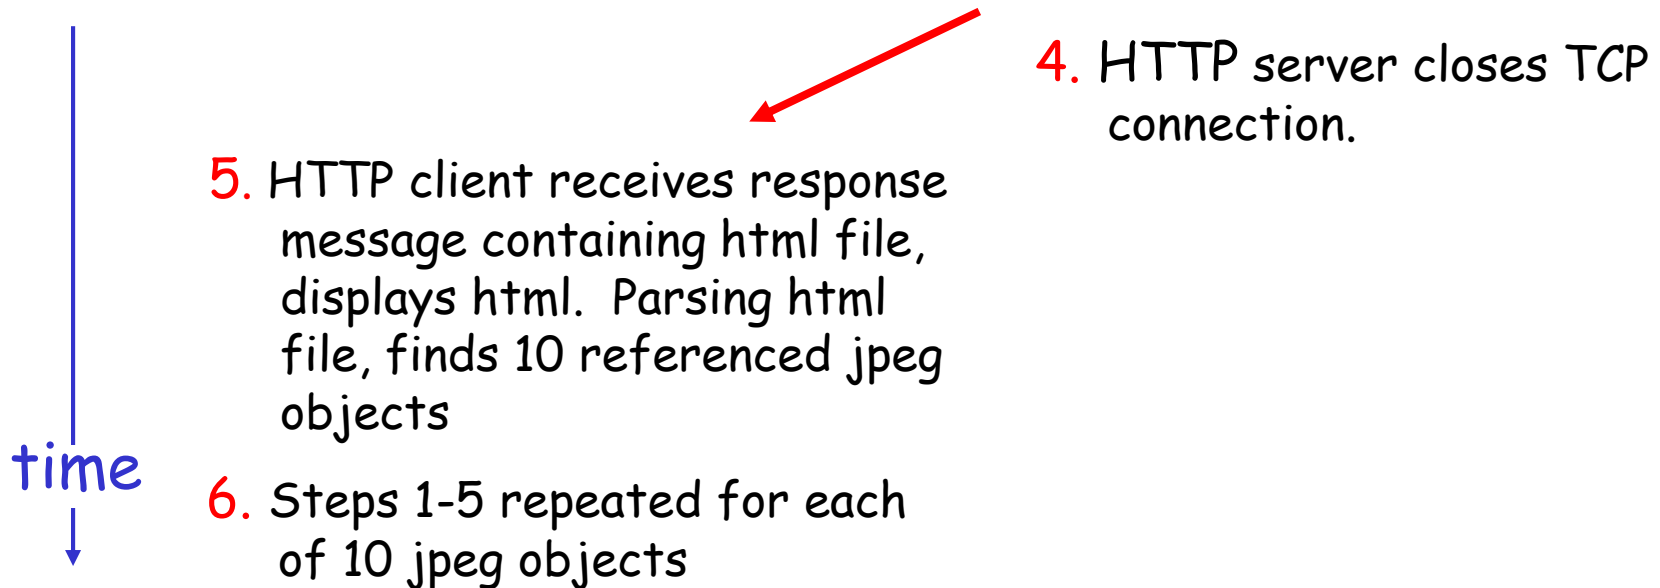 4. HTTP server closes TCP
connection.
5. HTTP client receives response
message containing html file,
displays html.  Parsing html
file, finds 10 referenced jpeg
objects
time
6. Steps 1-5 repeated for each
of 10 jpeg objects